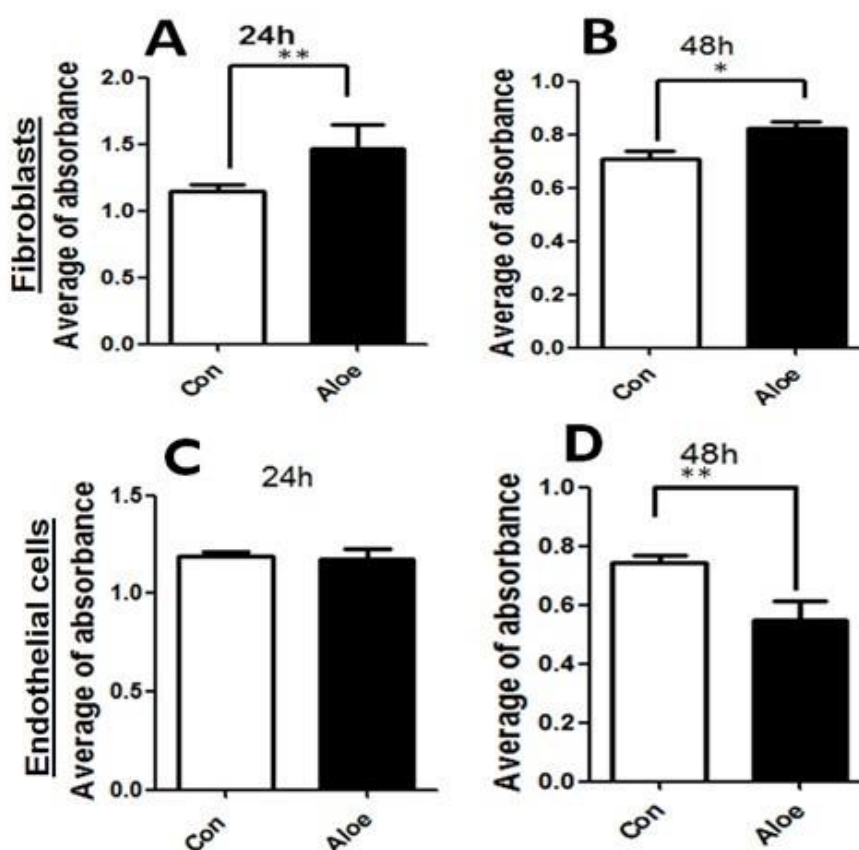 A
24h
**
Fibroblasts
Average of absorbance
2.0
1.5
1.0
0.5
0.0
Con
Aloe
B
48h
*
Average of absorbance
1.0
0.8
0.6
0.4
0.2
0.0
Con
Aloe
C
24h
Endothelial cells
Average of absorbance
1.5
1.0
0.5
0.0
Con
Aloe
D
48h
**
Average of absorbance
1.0
0.8
0.6
0.4
0.2
0.0
Con
Aloe